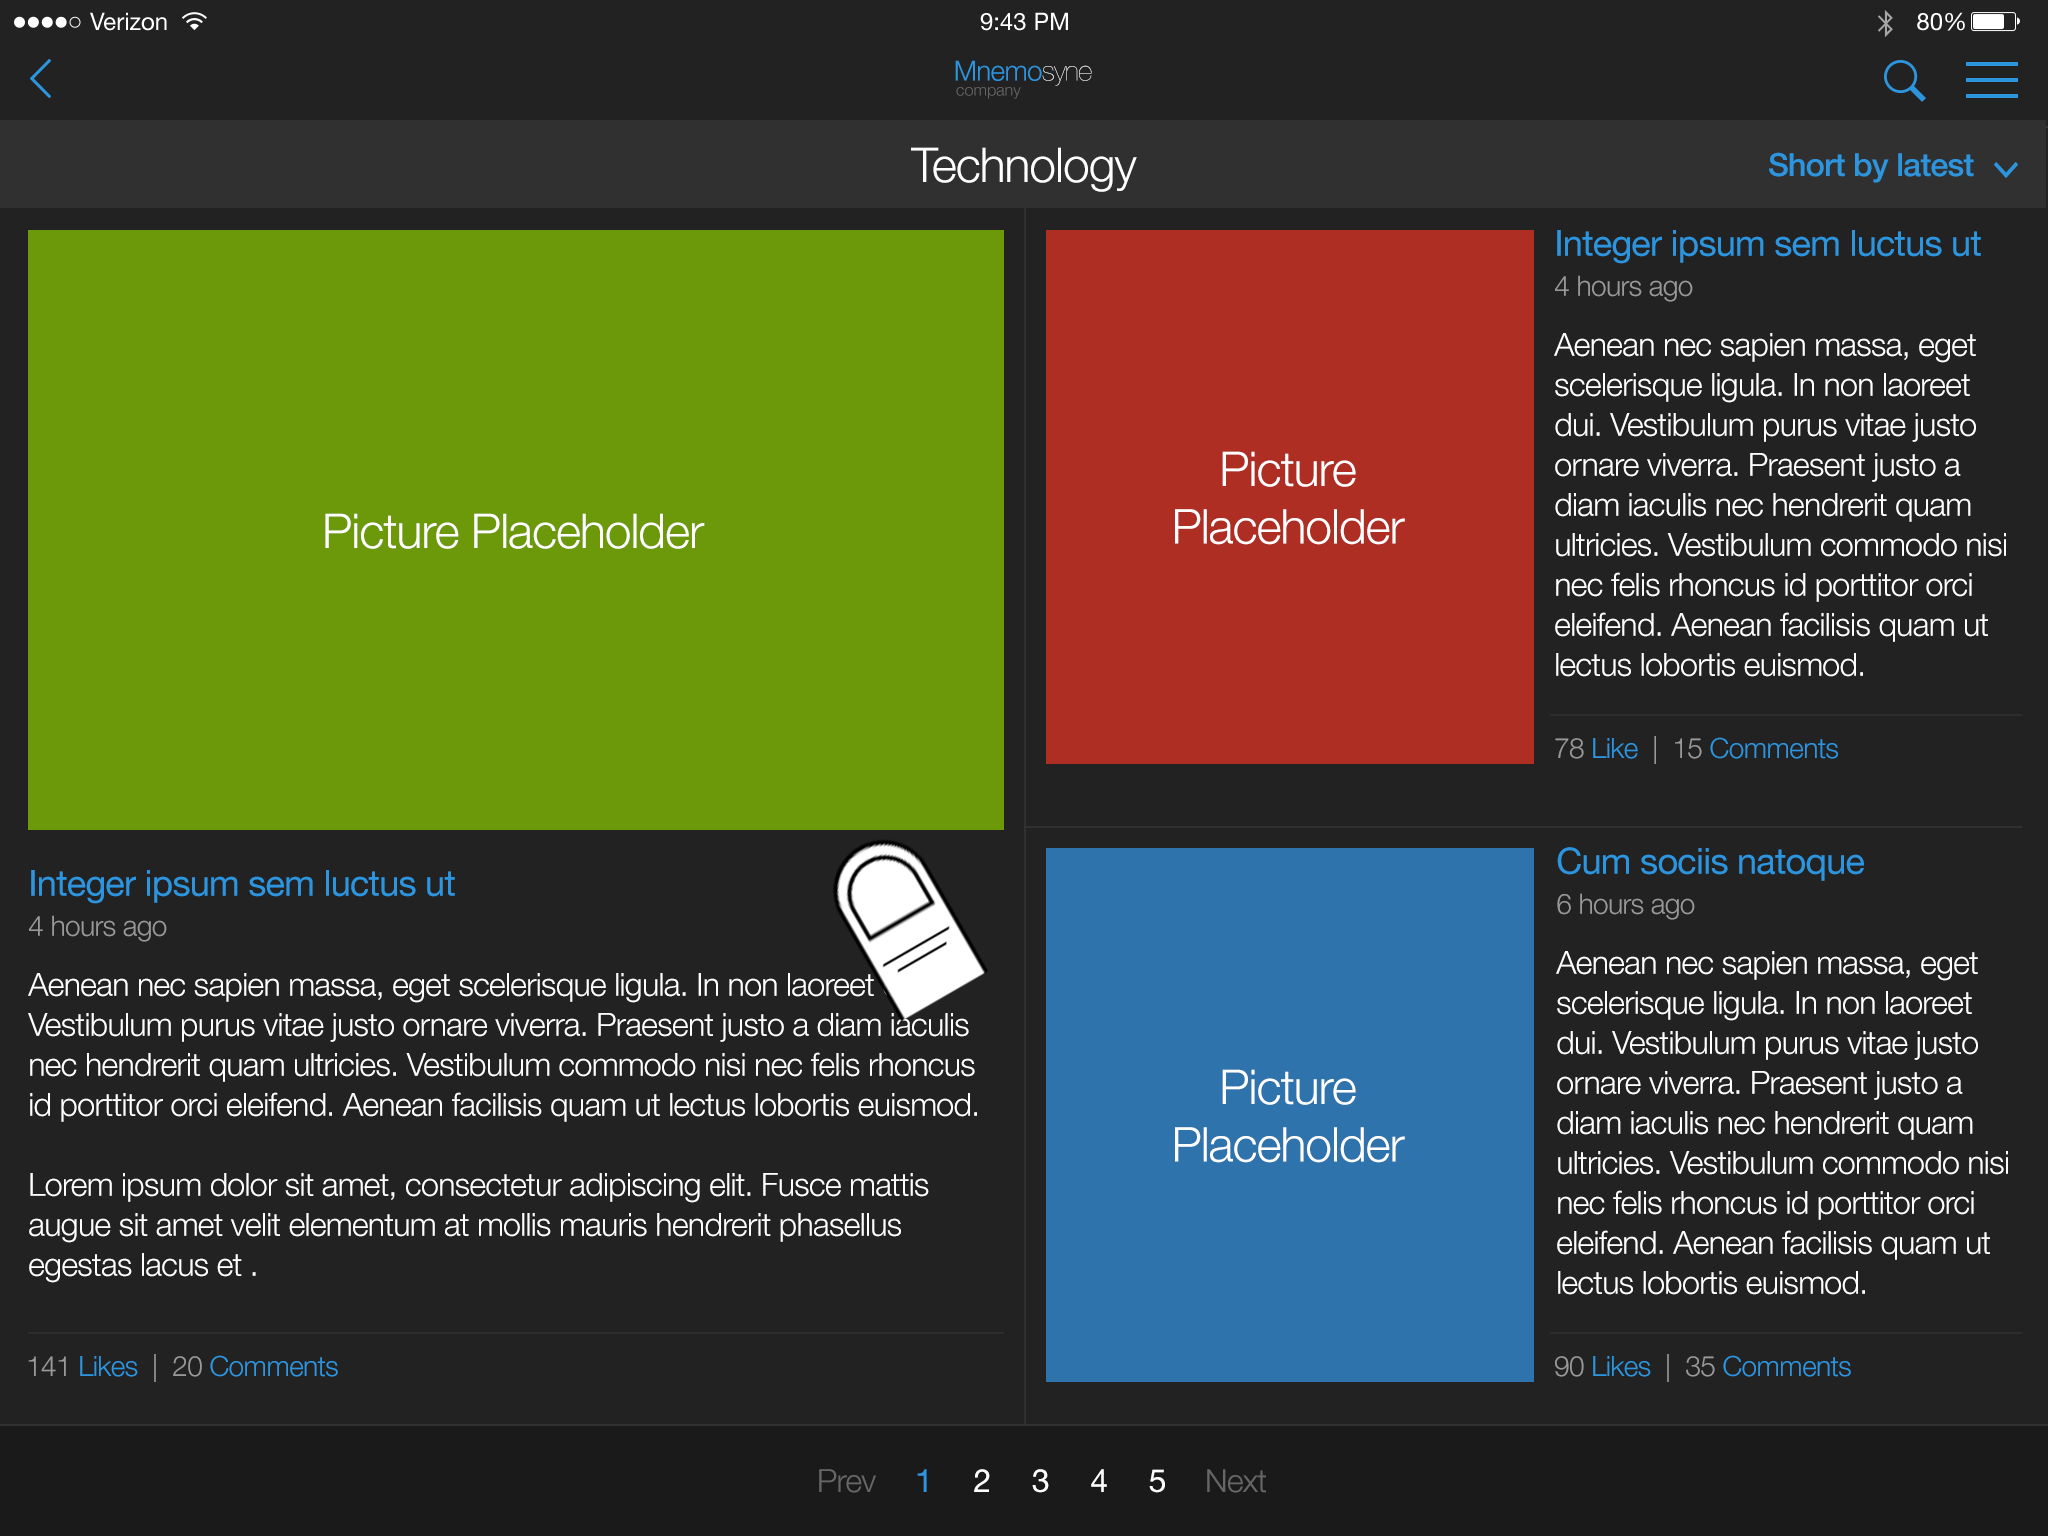 Verizon
9:43 PM
80%
Mnemosyne
company
Technology
Short by latest
Picture Placeholder
Integer ipsum sem luctus ut
4 hours ago
Aenean nec sapien massa, eget scelerisque ligula. In non laoreet
Vestibulum purus vitae justo ornare viverra. Praesent justo a diam iaculis
nec hendrerit quam ultricies. Vestibulum commodo nisi nec felis rhoncus
id porttitor orci eleifend. Aenean facilisis quam ut lectus lobortis euismod.
Lorem ipsum dolor sit amet, consectetur adipiscing elit. Fusce mattis
augue sit amet velit elementum at mollis mauris hendrerit phasellus
egestas lacus et .
141 Likes | 20 Comments
Picture
Placeholder
Integer ipsum sem luctus ut
4 hours ago
Aenean nec sapien massa, eget
scelerisque ligula. In non laoreet
dui. Vestibulum purus vitae justo
ornare viverra. Praesent justo a
diam iaculis nec hendrerit quam
ultricies. Vestibulum commodo nisi
nec felis rhoncus id porttitor orci
eleifend. Aenean facilisis quam ut
lectus lobortis euismod.
78 Like | 15 Comments
Picture
Placeholder
Cum sociis natoque
6 hours ago
Aenean nec sapien massa, eget
scelerisque ligula. In non laoreet
dui. Vestibulum purus vitae justo
ornare viverra. Praesent justo a
diam iaculis nec hendrerit quam
ultricies. Vestibulum commodo nisi
nec felis rhoncus id porttitor orci
eleifend. Aenean facilisis quam ut
lectus lobortis euismod.
90 Likes | 35 Comments
Prev 1 2 3 4 5 Next